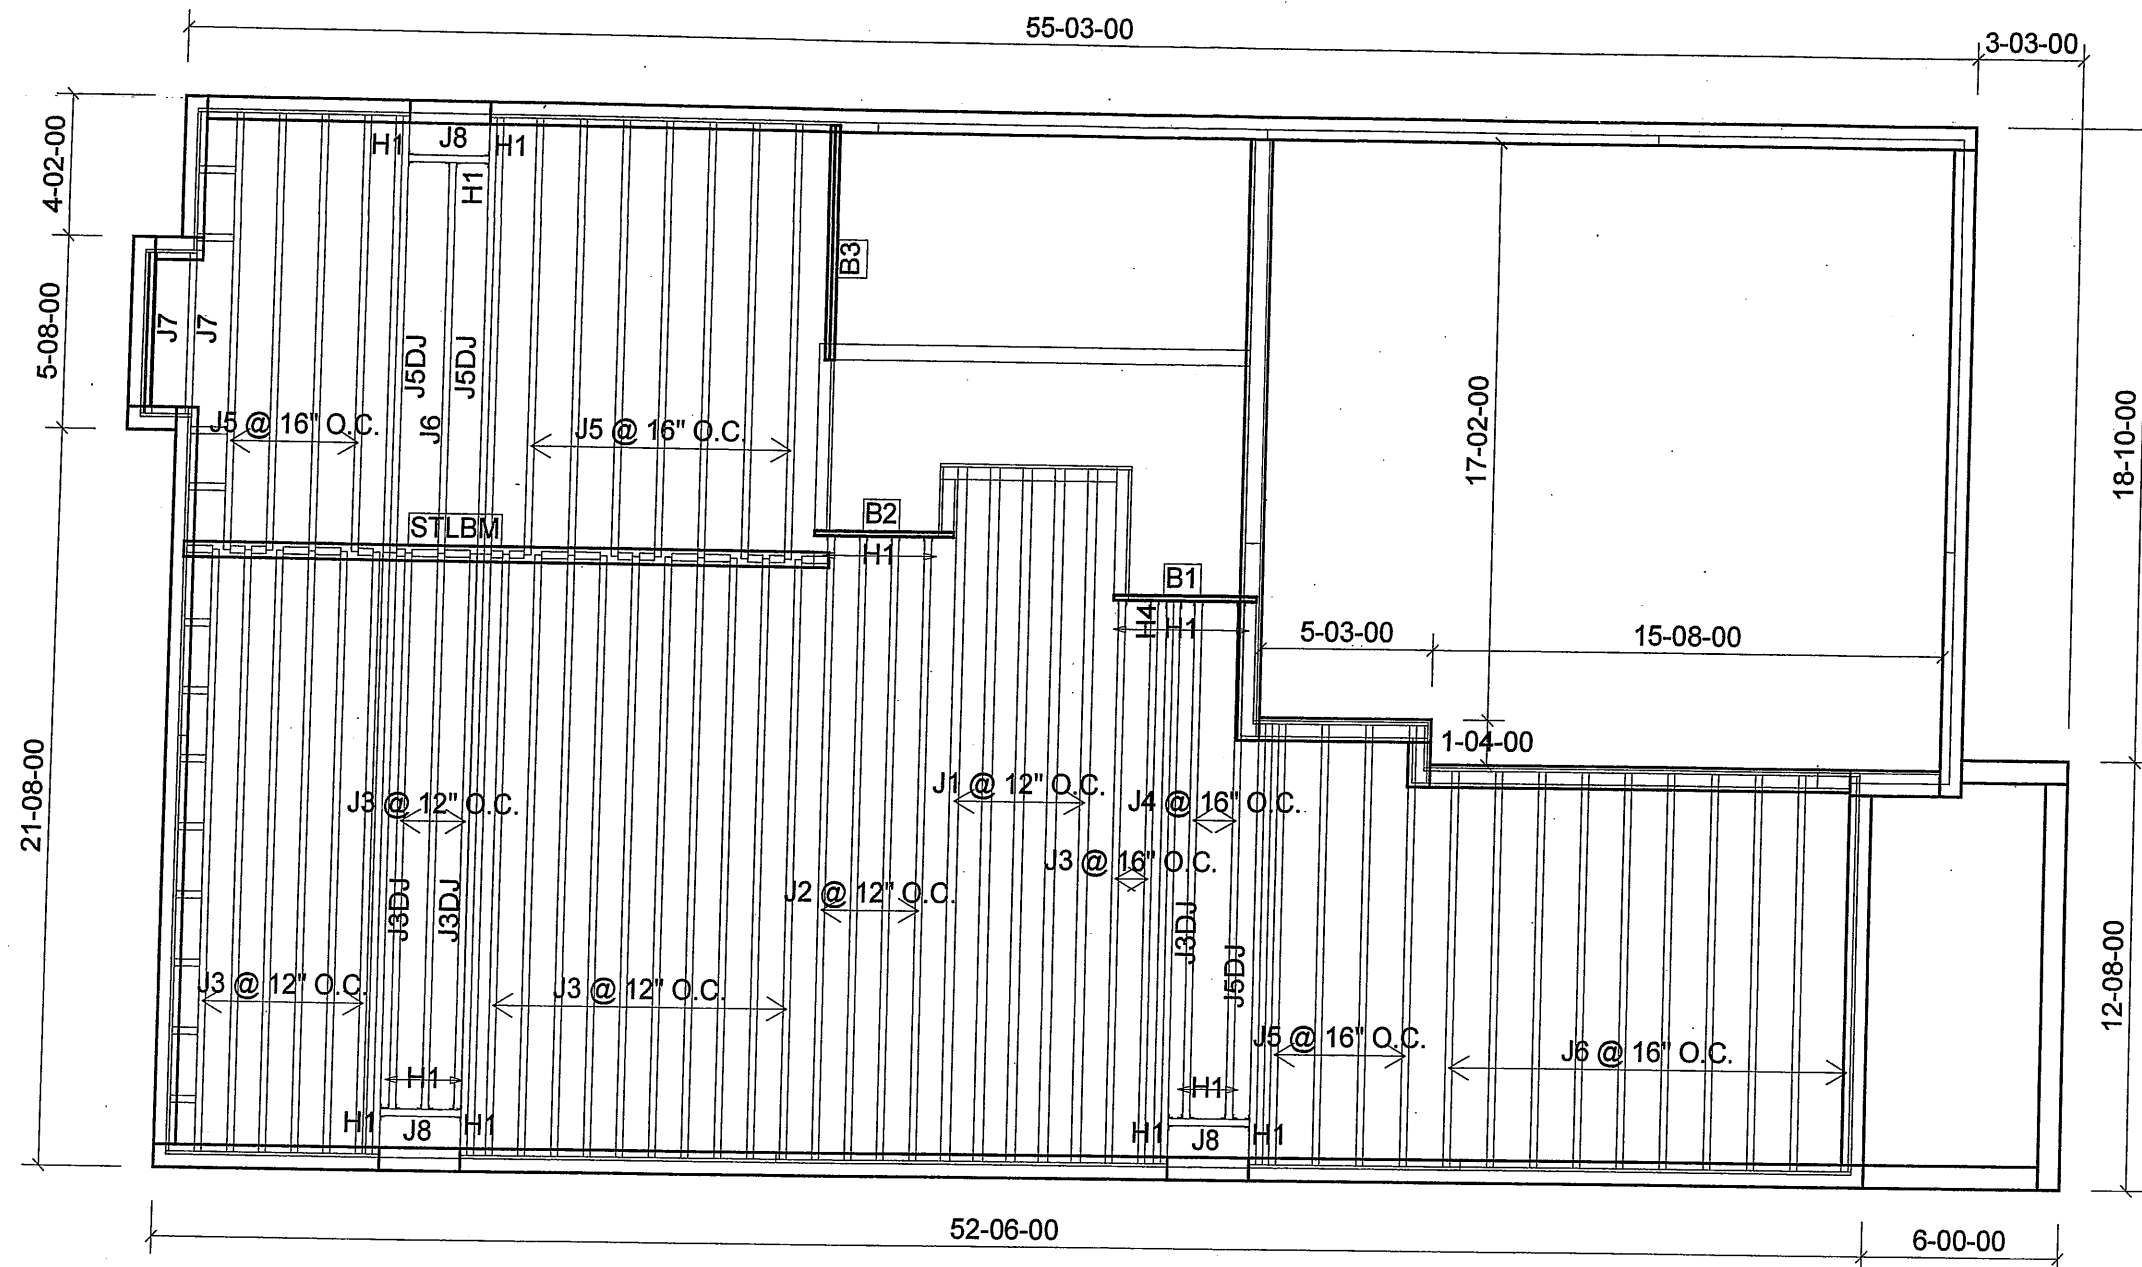 55-03-00
3-03-00
4-02-00
H1
J8
H1
H1
B3
5-08-00
J7
J7
J5DJ
J5DJ
J6
J5 @ 16" O.C.
J5 @ 16" O.C.
17-02-00
18-10-00
STLBM
B2
H1
B1
H4
H1
5-03-00
15-08-00
1-04-00
21-08-00
J3 @ 12" O.C.
J1 @ 12" O.C.
J4 @ 16" O.C.
J3 @ 16" O.C.
J2 @ 12" O.C.
J3DJ
J3DJ
J3DJ
J5DJ
J3 @ 12" O.C.
J3 @ 12" O.C.
J5 @ 16" O.C.
J6 @ 16" O.C.
12-08-00
H1
H1
H1
J8
H1
H1
J8
H1
52-06-00
6-00-00